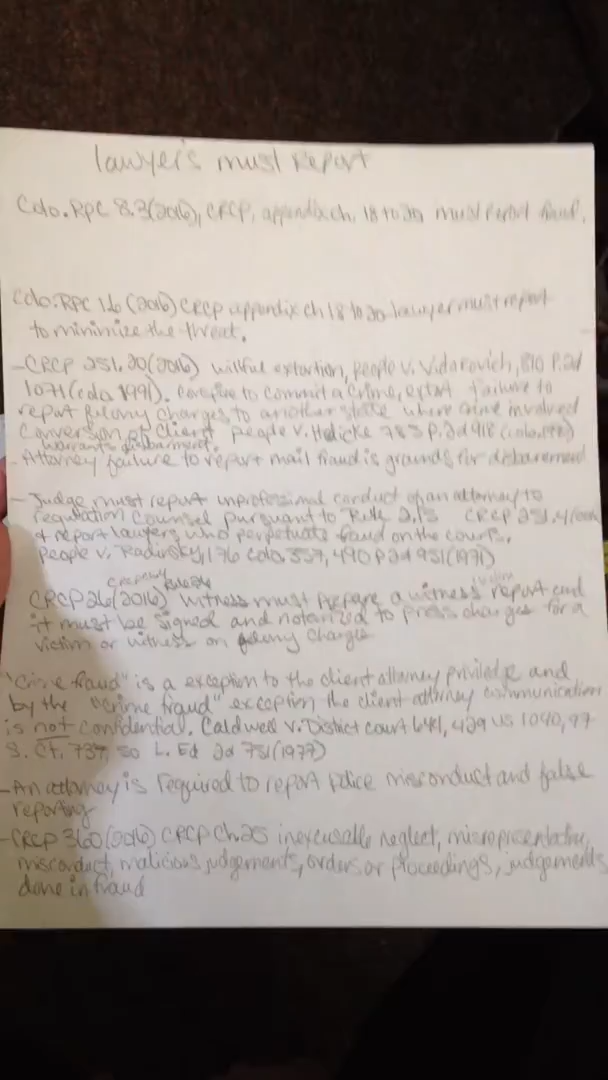 lawyer's must Report
Colo. RPC 8.3(2016), CRCP, appendix ch. 18 to 20 must report fraud.
Colo. RPC 1.6 (2016) CRCP appendix ch 18 to 20 lawyer must report
to minimize the threat.
- CRCP 251.20(2016) willful extortion, people v. Vidakovich, 810 P.2d
1071 (colo. 1991). conspire to commit a crime, extort failure to
report felony charges to another state where crime involved
Conversion of client people v. Hedicke 785 P.2d 918
warrants disbarment.
- Attorney failure to report mail fraud is grounds for disbarement
- Judge must report unprofessional conduct of an attorney to
regulation counsel pursuant to Rule 2.15 CRCP 251.4
report lawyers who perpetuate fraud on the courts.
people v. Radinsky, 176 Colo. 357, 490 P.2d 951 (1971)
Rule 26
CRCP 26 (2016) witness must prepare a witness report and
victim
it must be signed and notorized to press charges for a
victim or witness on felony charges
"Crime fraud" is a exception to the client attorney priviledge and
by the "crime fraud" exception the client attorney communication
is not confidential. Caldwell v. District court 644, 429 US 1040, 97
S. Ct. 737, 50 L. Ed 2d 751 (1977)
- An attorney is required to report police misconduct and false
reporting
- CRCP 360 (2016) CRCP Ch 25 inexcusable neglect,
misconduct, malicious judgements, orders or proceedings, judgements
done in fraud